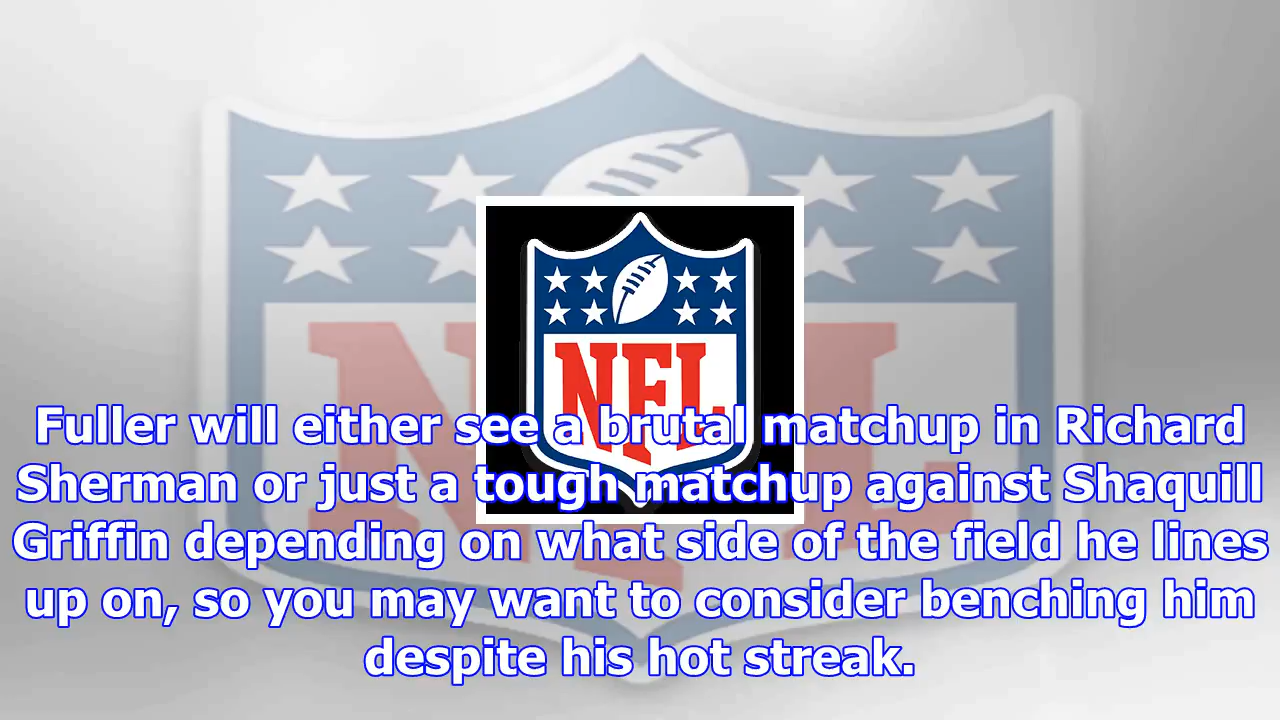 NFL
Fuller will either see a brutal matchup in Richard
Sherman or just a tough matchup against Shaquill
Griffin depending on what side of the field he lines
up on, so you may want to consider benching him
despite his hot streak.